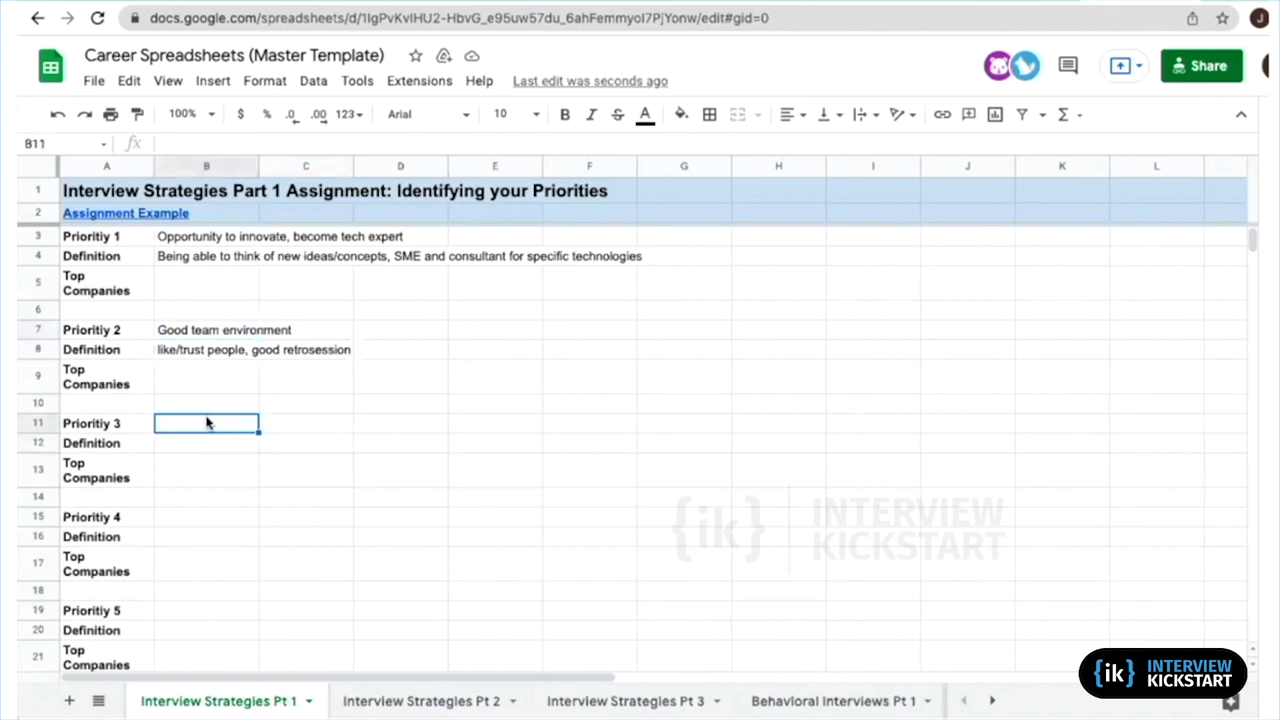 docs.google.com/spreadsheets/d/1IgPvKvIHU2-HbvG_e95uw57du_6ahFemmyoI7PjYonw/edit#gid=0
J
Career Spreadsheets (Master Template)
File Edit View Insert Format Data Tools Extensions Help Last edit was seconds ago
Share
100% $ % .0 .00 123 Arial 10 B I S A
B11 fx
A B C D E F G H I J K L
1 Interview Strategies Part 1 Assignment: Identifying your Priorities
2 Assignment Example
3 Prioritiy 1 Opportunity to innovate, become tech expert
4 Definition Being able to think of new ideas/concepts, SME and consultant for specific technologies
5 Top Companies
6
7 Prioritiy 2 Good team environment
8 Definition like/trust people, good retrosession
9 Top Companies
10
11 Prioritiy 3
12 Definition
13 Top Companies
14
15 Prioritiy 4
16 Definition
17 Top Companies
18
19 Prioritiy 5
20 Definition
21 Top Companies
{ik} INTERVIEW KICKSTART
{ik} INTERVIEW KICKSTART
Interview Strategies Pt 1 Interview Strategies Pt 2 Interview Strategies Pt 3 Behavioral Interviews Pt 1